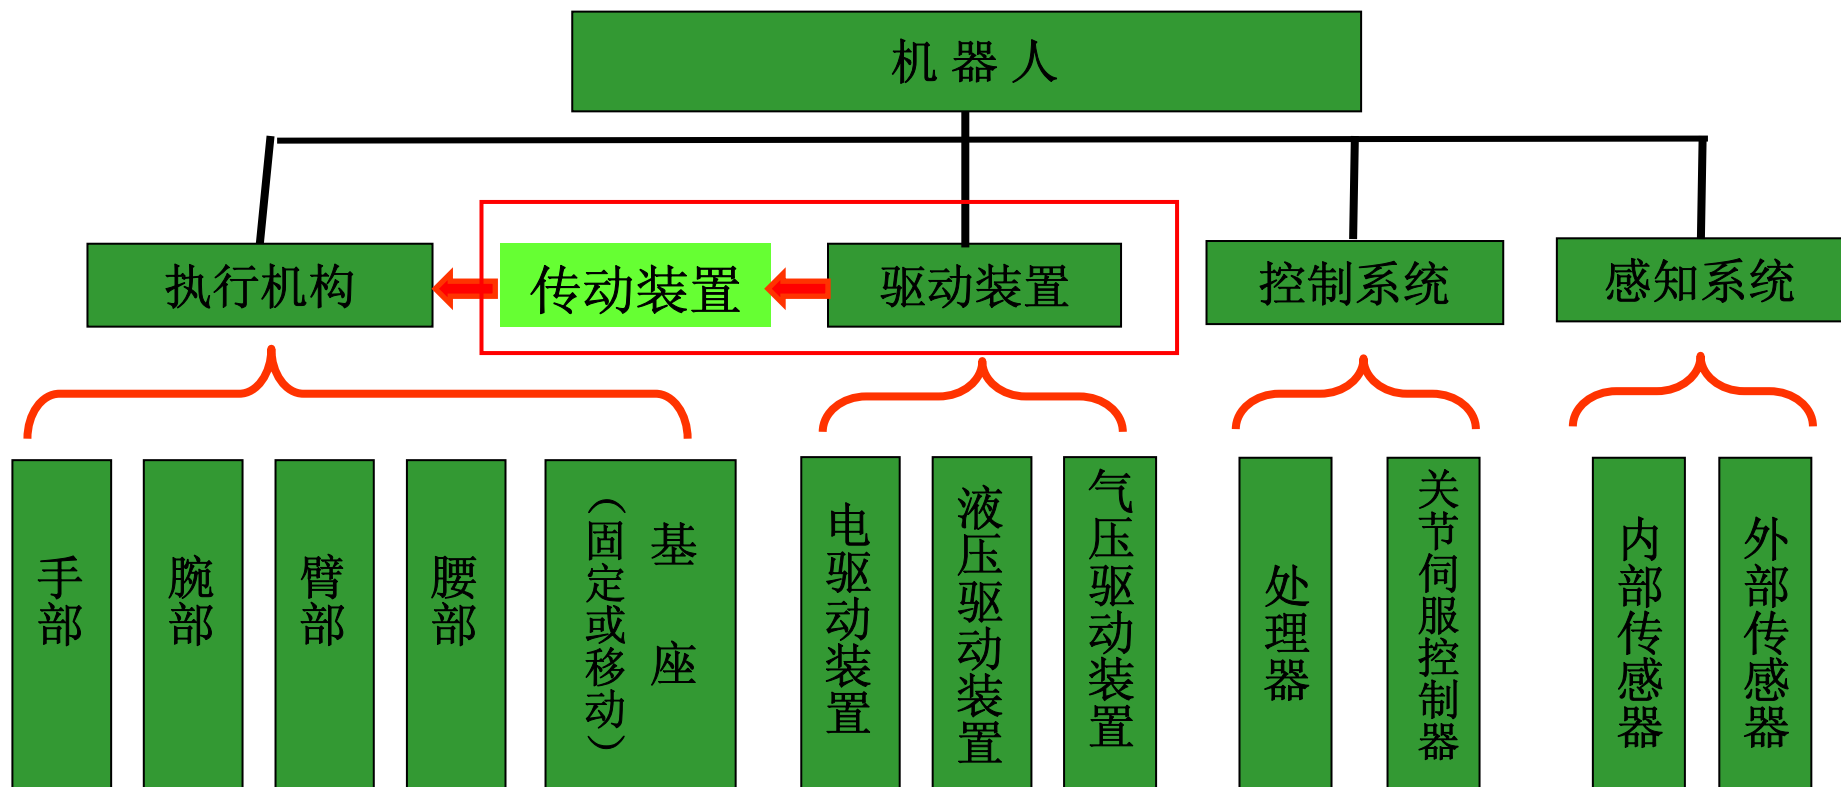 机器人
执行机构
传动装置
驱动装置
控制系统
感知系统
手部
腕部
臂部
腰部
基座
（固定或移动）
电驱动装置
液压驱动装置
气压驱动装置
处理器
关节伺服控制器
内部传感器
外部传感器